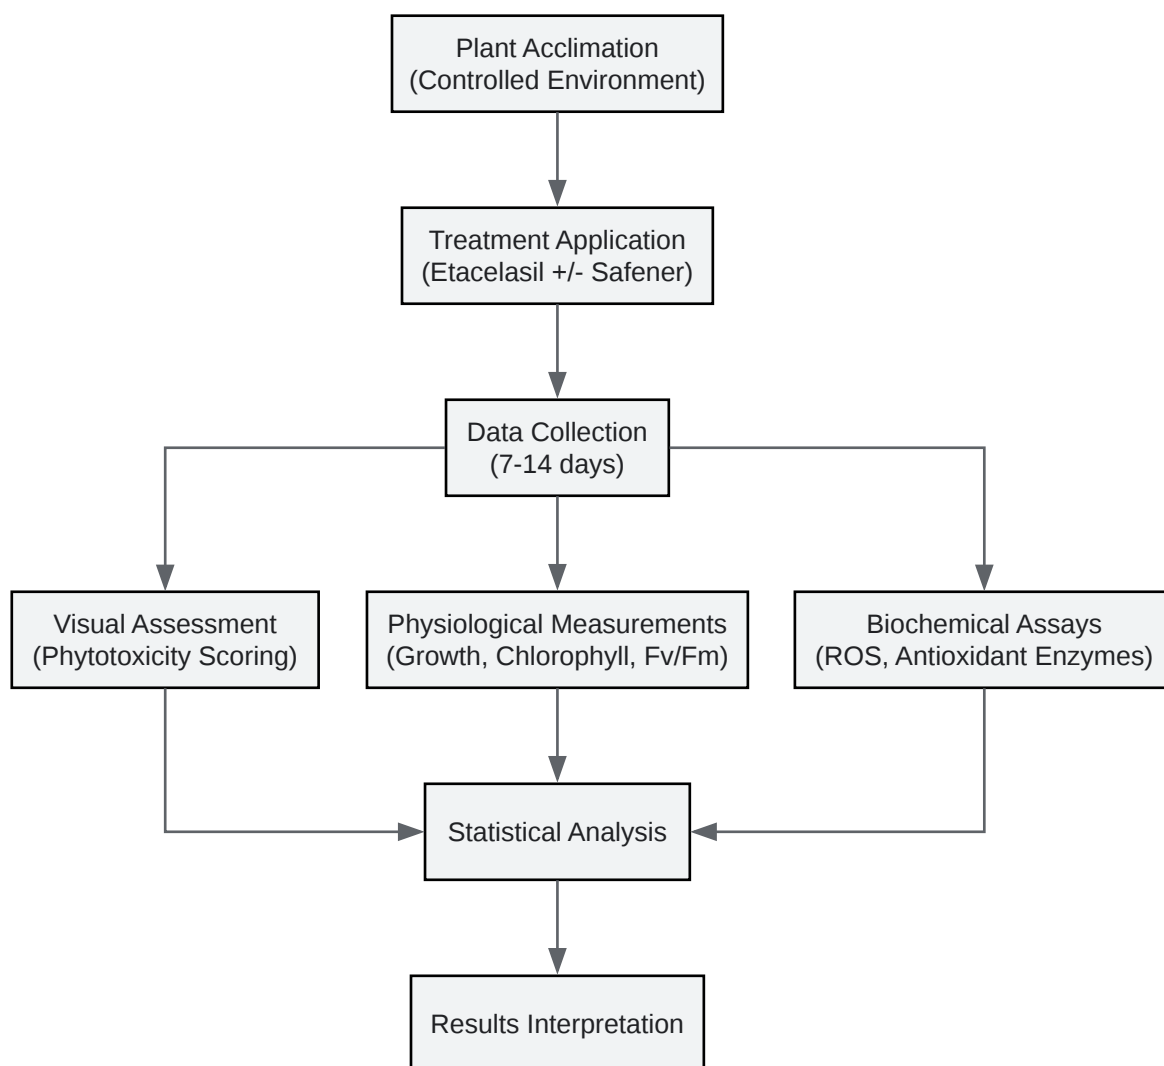 Plant Acclimation
(Controlled Environment)
Treatment Application
(Etacelasil +/- Safener)
Data Collection
(7-14 days)
Visual Assessment
(Phytotoxicity Scoring)
Physiological Measurements
(Growth, Chlorophyll, Fv/Fm)
Biochemical Assays
(ROS, Antioxidant Enzymes)
Statistical Analysis
Results Interpretation